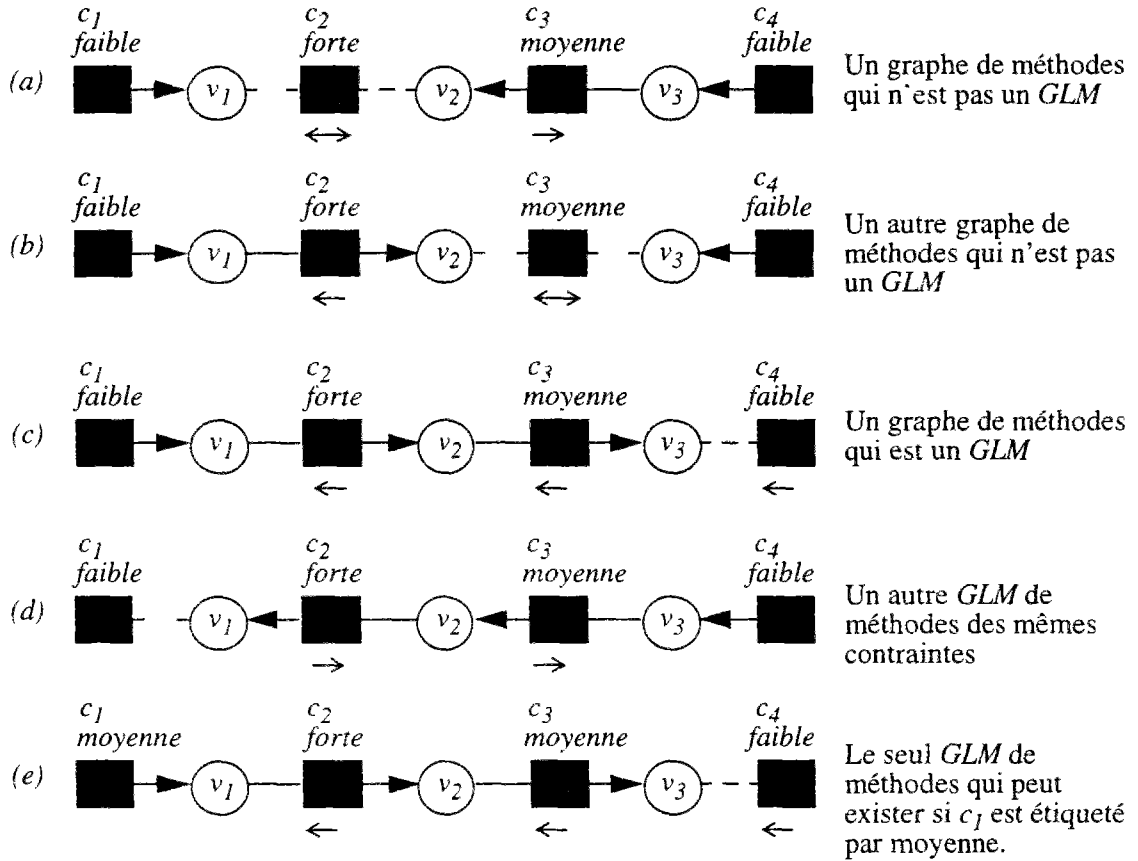 c1 c2 c3 c4
faible forte moyenne faible
(a) v1 v2 v3
Un graphe de méthodes
qui n'est pas un GLM
c1 c2 c3 c4
faible forte moyenne faible
(b) v1 v2 v3
Un autre graphe de
méthodes qui n'est pas
un GLM
c1 c2 c3 c4
faible forte moyenne faible
(c) v1 v2 v3
Un graphe de méthodes
qui est un GLM
c1 c2 c3 c4
faible forte moyenne faible
(d) v1 v2 v3
Un autre GLM de
méthodes des mêmes
contraintes
c1 c2 c3 c4
moyenne forte moyenne faible
(e) v1 v2 v3
Le seul GLM de
méthodes qui peut
exister si c1 est étiqueté
par moyenne.